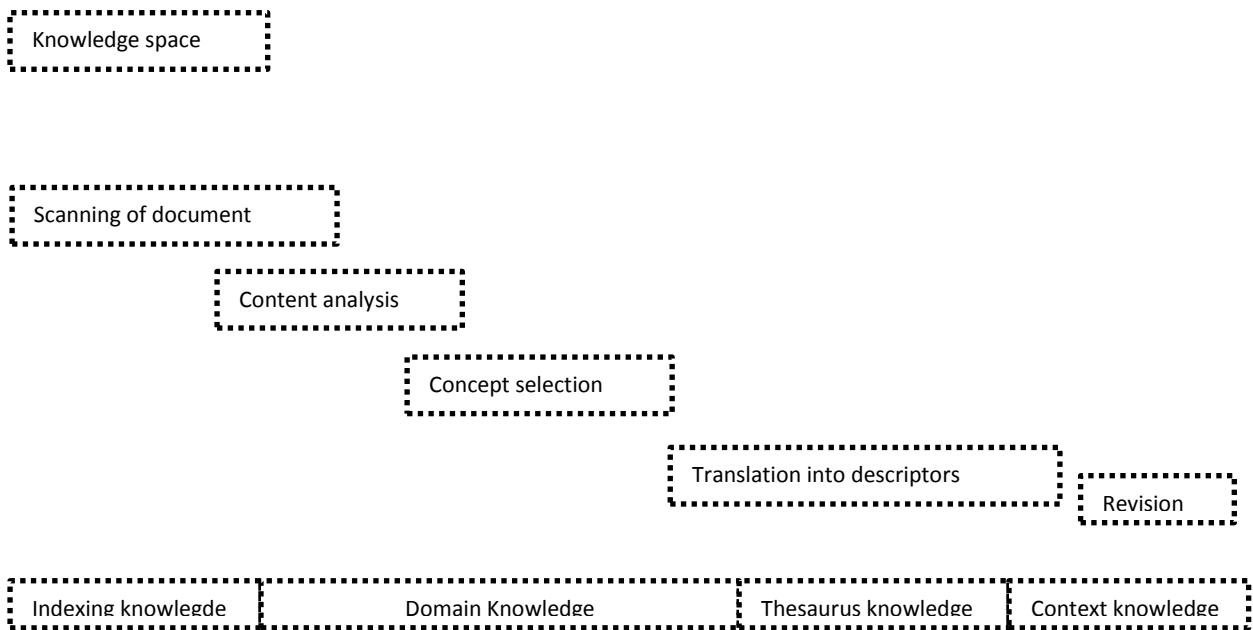 Knowledge space
Scanning of document
Content analysis
Concept selection
Translation into descriptors
Revision
Indexing knowlegde
Domain Knowledge
Thesaurus knowledge
Context knowledge